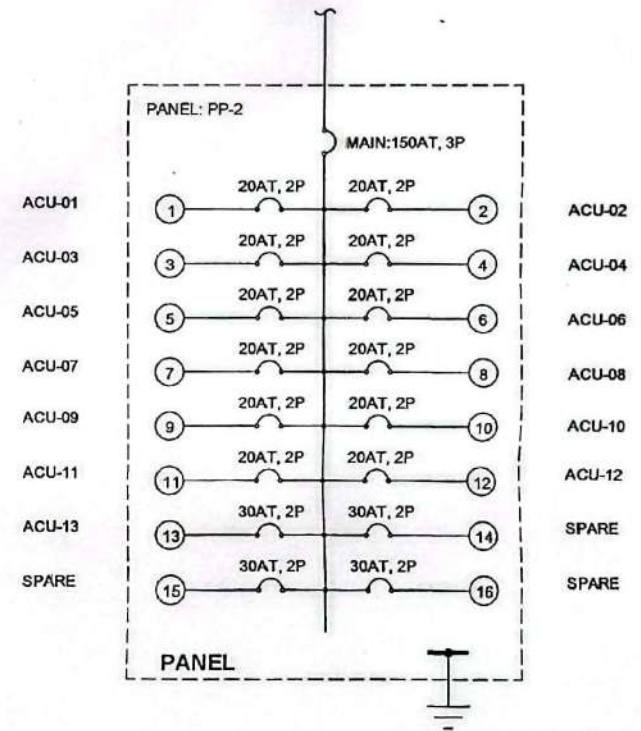 PANEL: PP-2
MAIN:150AT, 3P
ACU-01 1 20AT, 2P 20AT, 2P 2 ACU-02
ACU-03 3 20AT, 2P 20AT, 2P 4 ACU-04
ACU-05 5 20AT, 2P 20AT, 2P 6 ACU-06
ACU-07 7 20AT, 2P 20AT, 2P 8 ACU-08
ACU-09 9 20AT, 2P 20AT, 2P 10 ACU-10
ACU-11 11 20AT, 2P 20AT, 2P 12 ACU-12
ACU-13 13 30AT, 2P 30AT, 2P 14 SPARE
SPARE 15 30AT, 2P 30AT, 2P 16 SPARE
PANEL